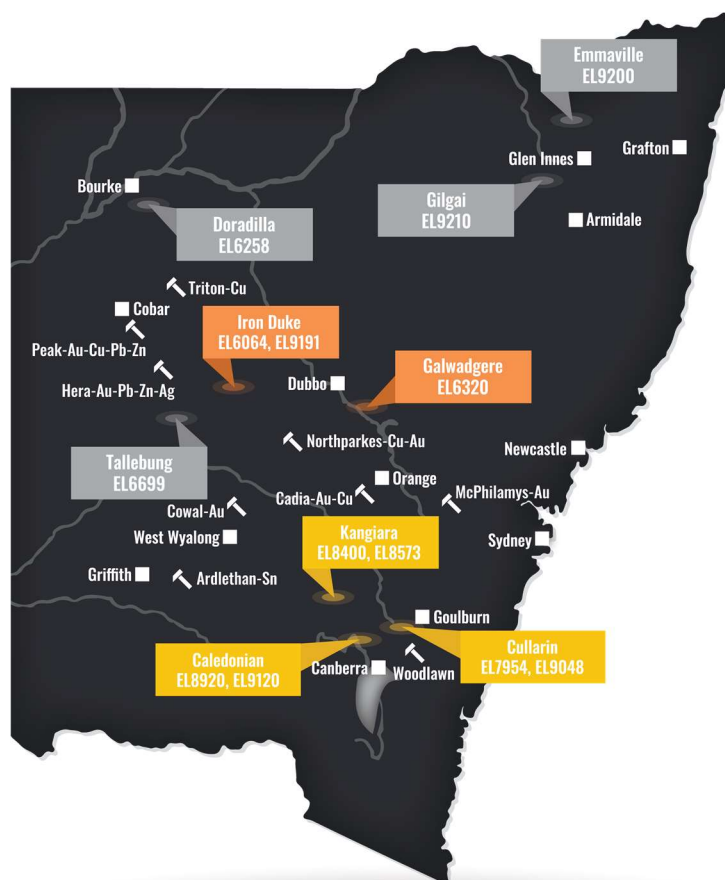 Emmaville
EL9200
Grafton
Glen Innes
Bourke
Gilgai
EL9210
Armidale
Doradilla
EL6258
Triton-Cu
Cobar
Iron Duke
EL6064, EL9191
Peak-Au-Cu-Pb-Zn
Hera-Au-Pb-Zn-Ag
Dubbo
Galwadgere
EL6320
Northparkes-Cu-Au
Newcastle
Tallebung
EL6699
Orange
Cadia-Au-Cu
McPhilamys-Au
Cowal-Au
Kangiara
EL8400, EL8573
West Wyalong
Sydney
Griffith
Ardlethan-Sn
Goulburn
Caledonian
EL8920, EL9120
Cullarin
EL7954, EL9048
Canberra
Woodlawn